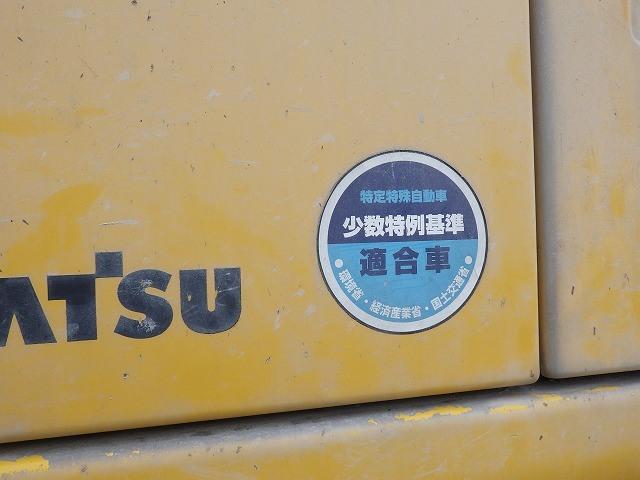 特定特殊自動車
少数特例基準
適合車
・環境省・経済産業省・国土交通省・
ATSU